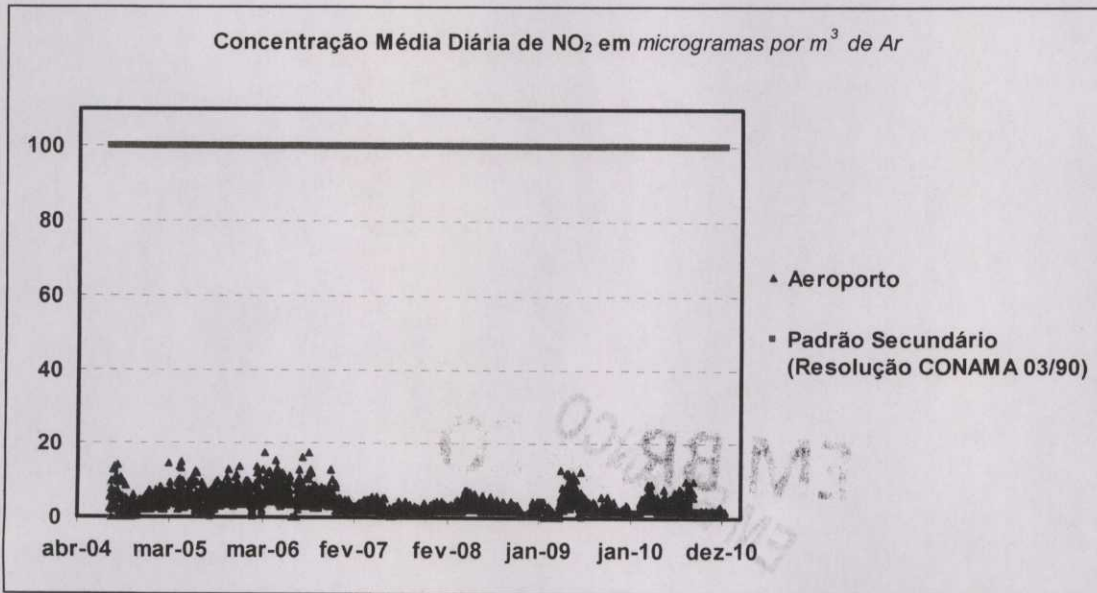 Concentração Média Diária de NO₂ em microgramas por m³ de Ar
100
80
60
40
20
0
abr-04 mar-05 mar-06 fev-07 fev-08 jan-09 jan-10 dez-10
Aeroporto
Padrão Secundário
(Resolução CONAMA 03/90)